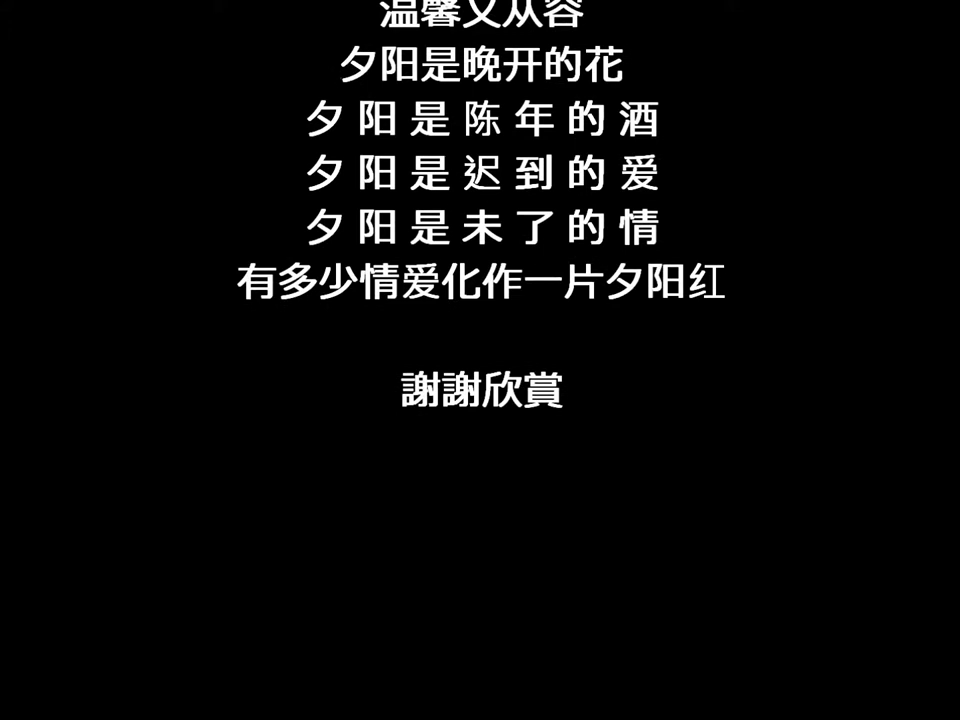 温馨又从容
夕阳是晚开的花
夕 阳 是 陈 年 的 酒
夕 阳 是 迟 到 的 爱
夕 阳 是 未 了 的 情
有多少情爱化作一片夕阳红
謝謝欣賞